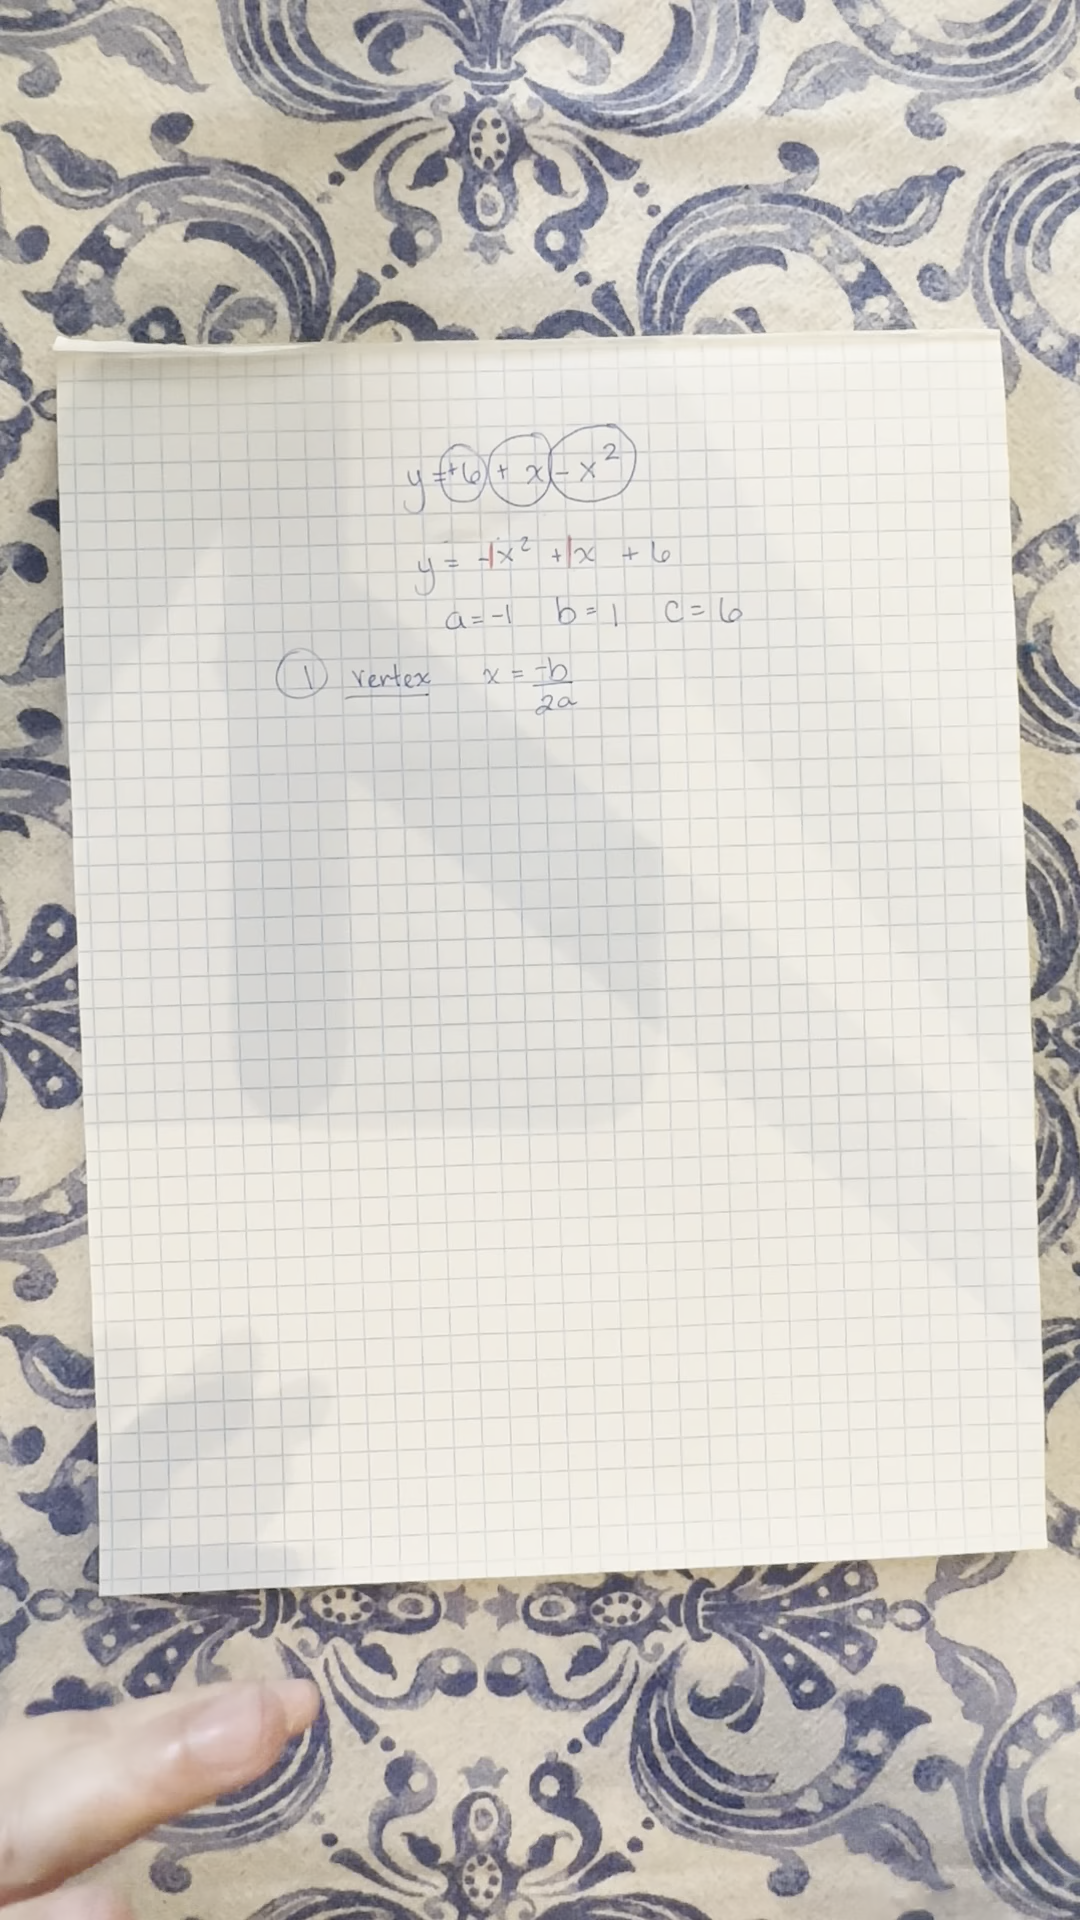 y = +6 + x - x²
y = -1x² + 1x + 6
a = -1 b = 1 c = 6
1 vertex x = -b/2a